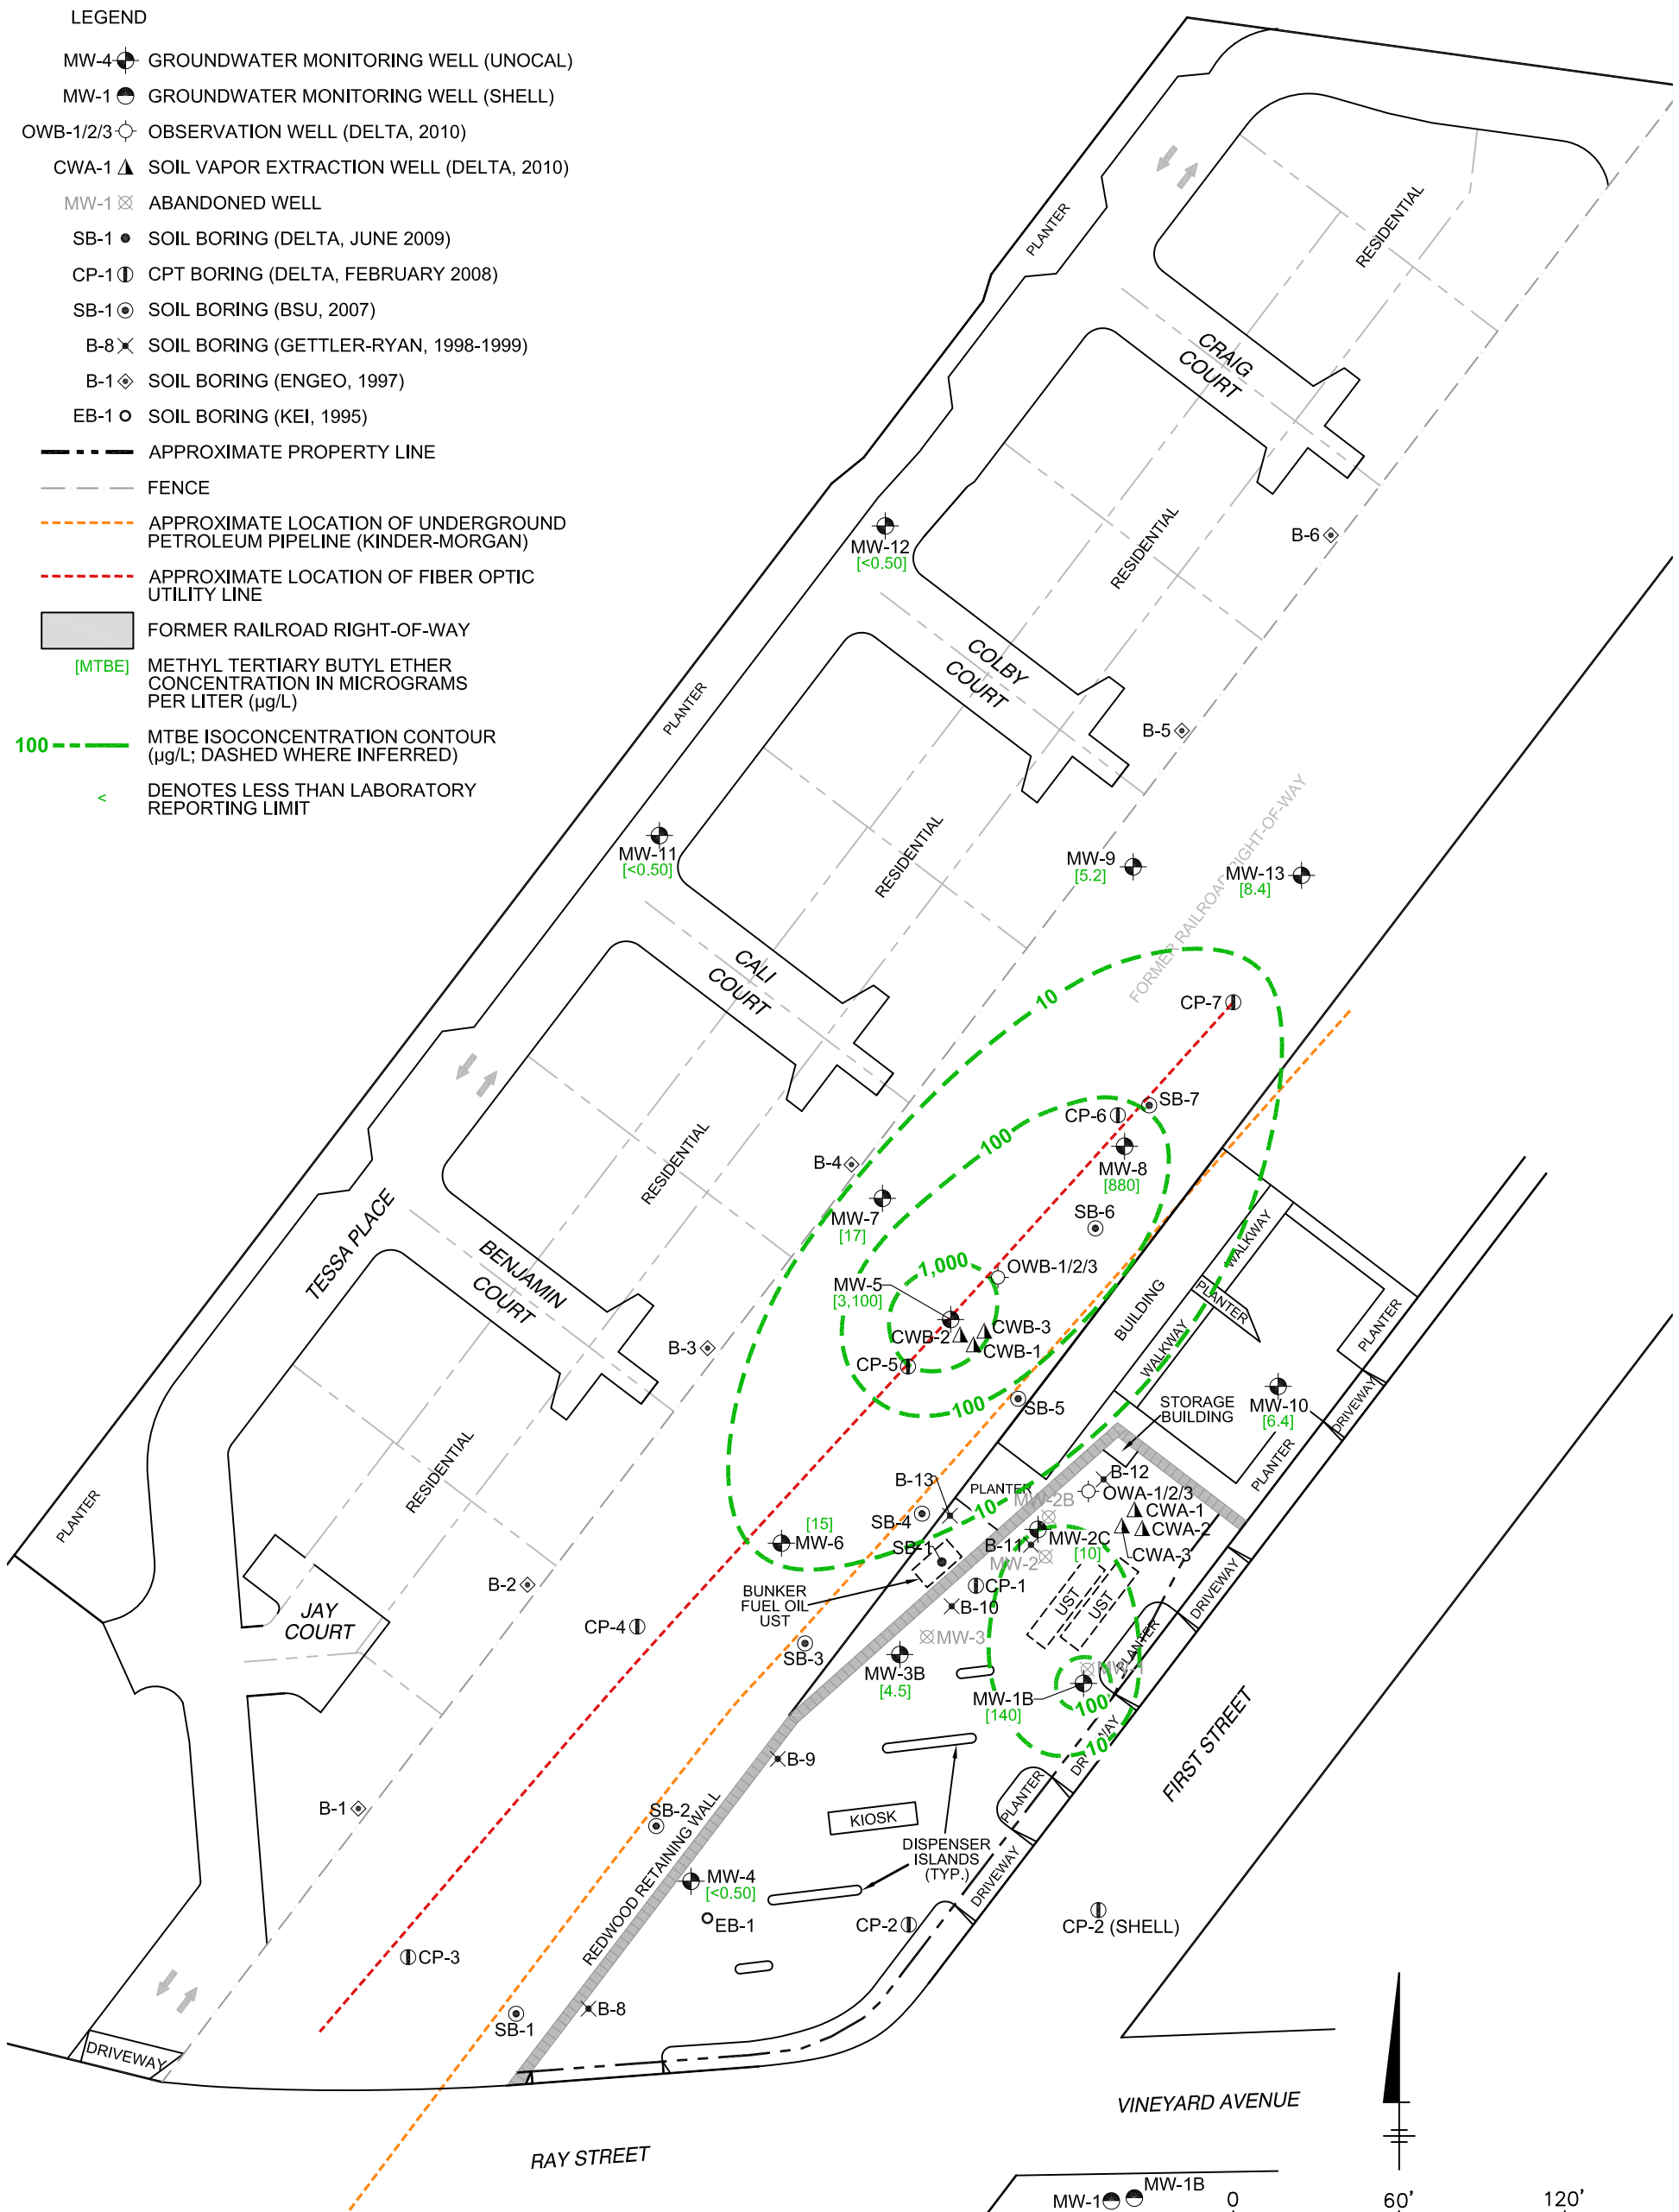 LEGEND
MW-4 GROUNDWATER MONITORING WELL (UNOCAL)
MW-1 GROUNDWATER MONITORING WELL (SHELL)
OWB-1/2/3 OBSERVATION WELL (DELTA, 2010)
CWA-1 SOIL VAPOR EXTRACTION WELL (DELTA, 2010)
MW-1 ABANDONED WELL
SB-1 SOIL BORING (DELTA, JUNE 2009)
CP-1 CPT BORING (DELTA, FEBRUARY 2008)
SB-1 SOIL BORING (BSU, 2007)
B-8 SOIL BORING (GETTLER-RYAN, 1998-1999)
B-1 SOIL BORING (ENGEO, 1997)
EB-1 SOIL BORING (KEI, 1995)
APPROXIMATE PROPERTY LINE
FENCE
APPROXIMATE LOCATION OF UNDERGROUND
PETROLEUM PIPELINE (KINDER-MORGAN)
APPROXIMATE LOCATION OF FIBER OPTIC
UTILITY LINE
FORMER RAILROAD RIGHT-OF-WAY
[MTBE] METHYL TERTIARY BUTYL ETHER
CONCENTRATION IN MICROGRAMS
PER LITER (µg/L)
100 MTBE ISOCONCENTRATION CONTOUR
(µg/L; DASHED WHERE INFERRED)
< DENOTES LESS THAN LABORATORY
REPORTING LIMIT
PLANTER
RESIDENTIAL
CRAIG
COURT
MW-12
[<0.50]
RESIDENTIAL
B-6
COLBY
COURT
PLANTER
B-5
MW-11
[<0.50]
RESIDENTIAL
MW-9
[5.2]
MW-13
[8.4]
FORMER RAILROAD RIGHT-OF-WAY
CALI
COURT
10
CP-7
SB-7
CP-6
100
MW-8
[880]
B-4
RESIDENTIAL
MW-7
[17]
SB-6
TESSA PLACE
BENJAMIN
COURT
1,000
OWB-1/2/3
MW-5
[3,100]
CWB-2
CWB-3
CWB-1
CP-5
B-3
BUILDING
WALKWAY
WALKWAY
PLANTER
PLANTER
100
SB-5
STORAGE
BUILDING
MW-10
[6.4]
DRIVEWAY
PLANTER
RESIDENTIAL
PLANTER
B-13
PLANTER
B-12
OWA-1/2/3
10
MW-2B
CWA-1
CWA-2
CWA-3
SB-4
[15]
MW-6
SB-1
B-11
MW-2C
[10]
MW-2
B-2
BUNKER
FUEL OIL
UST
CP-1
B-10
UST
UST
DRIVEWAY
PLANTER
JAY
COURT
CP-4
SB-3
MW-3
MW-3B
[4.5]
MW-1
MW-1B
[140]
100
10
DRIVEWAY
FIRST STREET
B-9
B-1
SB-2
REDWOOD RETAINING WALL
KIOSK
PLANTER
DISPENSER
ISLANDS
(TYP.)
DRIVEWAY
MW-4
[<0.50]
EB-1
CP-2
CP-2 (SHELL)
CP-3
B-8
SB-1
DRIVEWAY
VINEYARD AVENUE
RAY STREET
MW-1
MW-1B
0 60' 120'